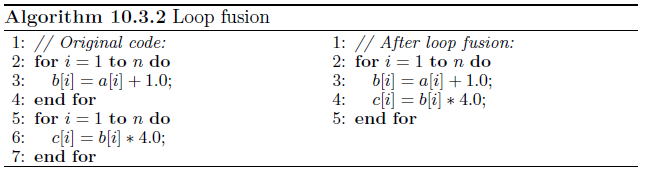 Algorithm 10.3.2 Loop fusion
1: // Original code:
2: for i = 1 to n do
3: b[i] = a[i] + 1.0;
4: end for
5: for i = 1 to n do
6: c[i] = b[i] ∗ 4.0;
7: end for
1: // After loop fusion:
2: for i = 1 to n do
3: b[i] = a[i] + 1.0;
4: c[i] = b[i] ∗ 4.0;
5: end for